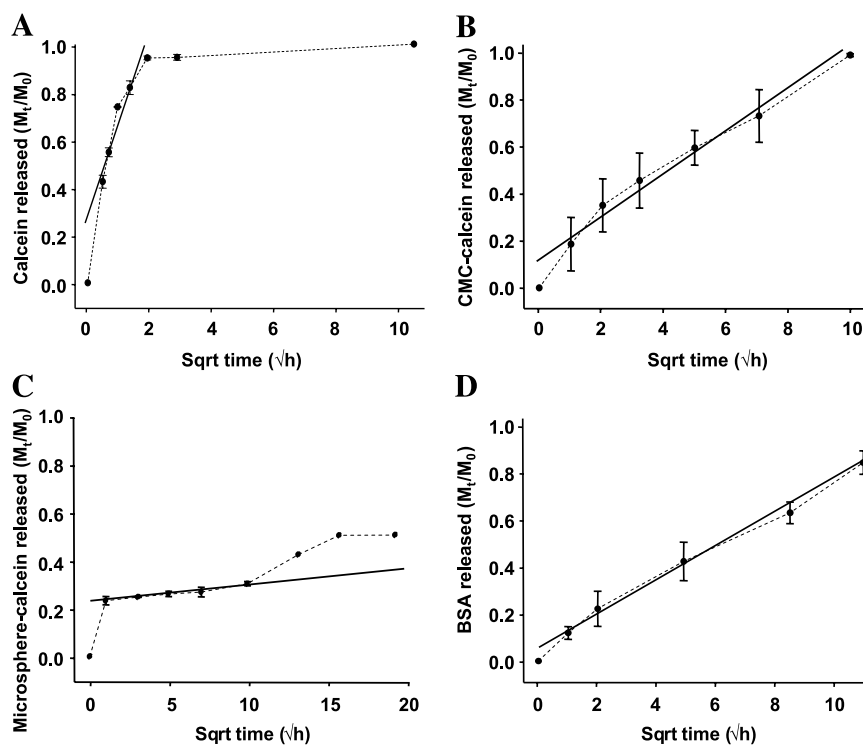 A
Calcein released (Mt/M0)
1.0
0.8
0.6
0.4
0.2
0.0
0 2 4 6 8 10
Sqrt time (√h)
B
CMC-calcein released (Mt/M0)
1.0
0.8
0.6
0.4
0.2
0.0
0 2 4 6 8 10
Sqrt time (√h)
C
Microsphere-calcein released (Mt/M0)
1.0
0.8
0.6
0.4
0.2
0.0
0 5 10 15 20
Sqrt time (√h)
D
BSA released (Mt/M0)
1.0
0.8
0.6
0.4
0.2
0.0
0 2 4 6 8 10
Sqrt time (√h)